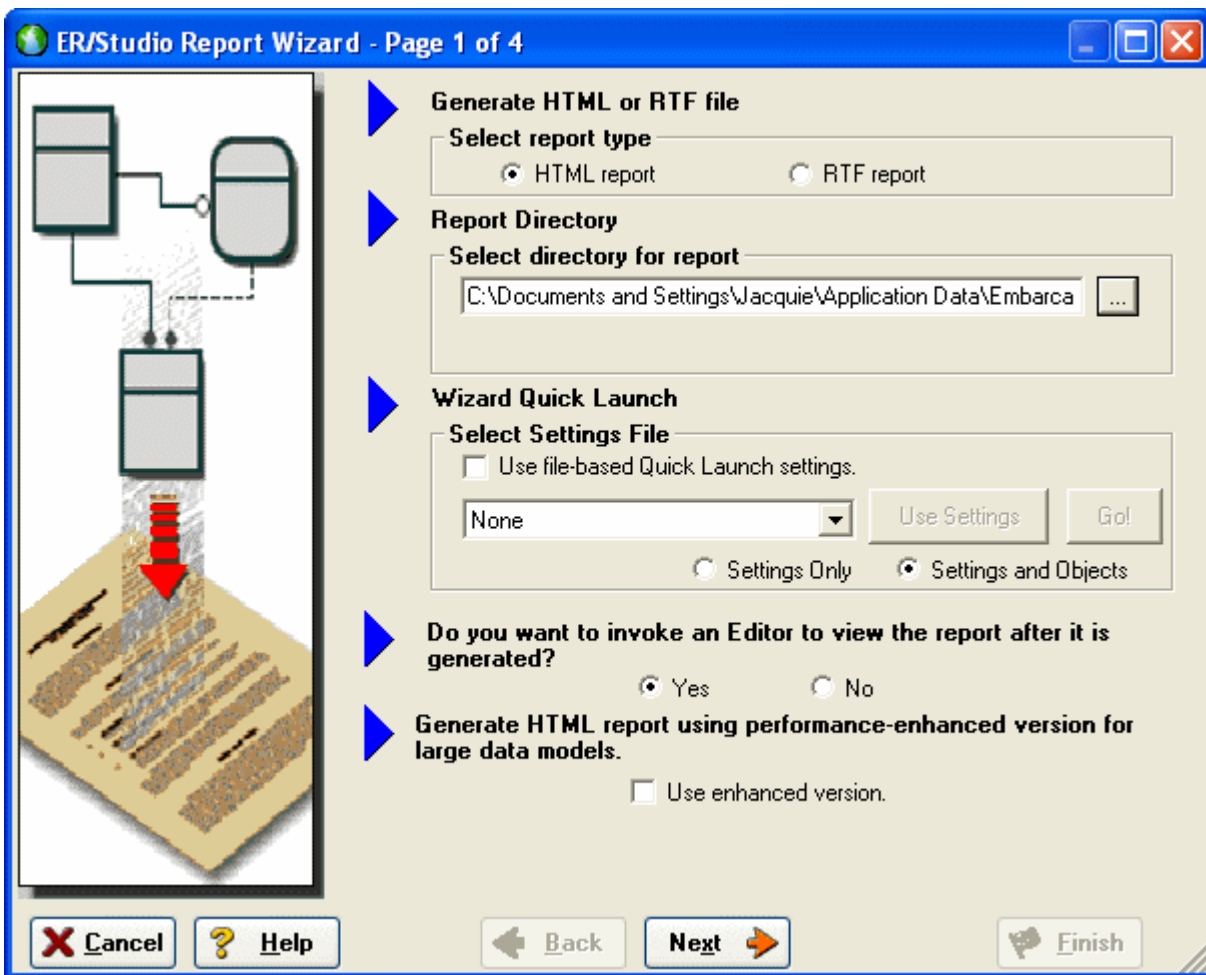 ER/Studio Report Wizard - Page 1 of 4
Generate HTML or RTF file
Select report type
HTML report
RTF report
Report Directory
Select directory for report
C:\Documents and Settings\Jacquie\Application Data\Embarca
...
Wizard Quick Launch
Select Settings File
Use file-based Quick Launch settings.
None
Use Settings
Go!
Settings Only
Settings and Objects
Do you want to invoke an Editor to view the report after it is
generated?
Yes
No
Generate HTML report using performance-enhanced version for
large data models.
Use enhanced version.
Cancel
Help
Back
Next
Finish